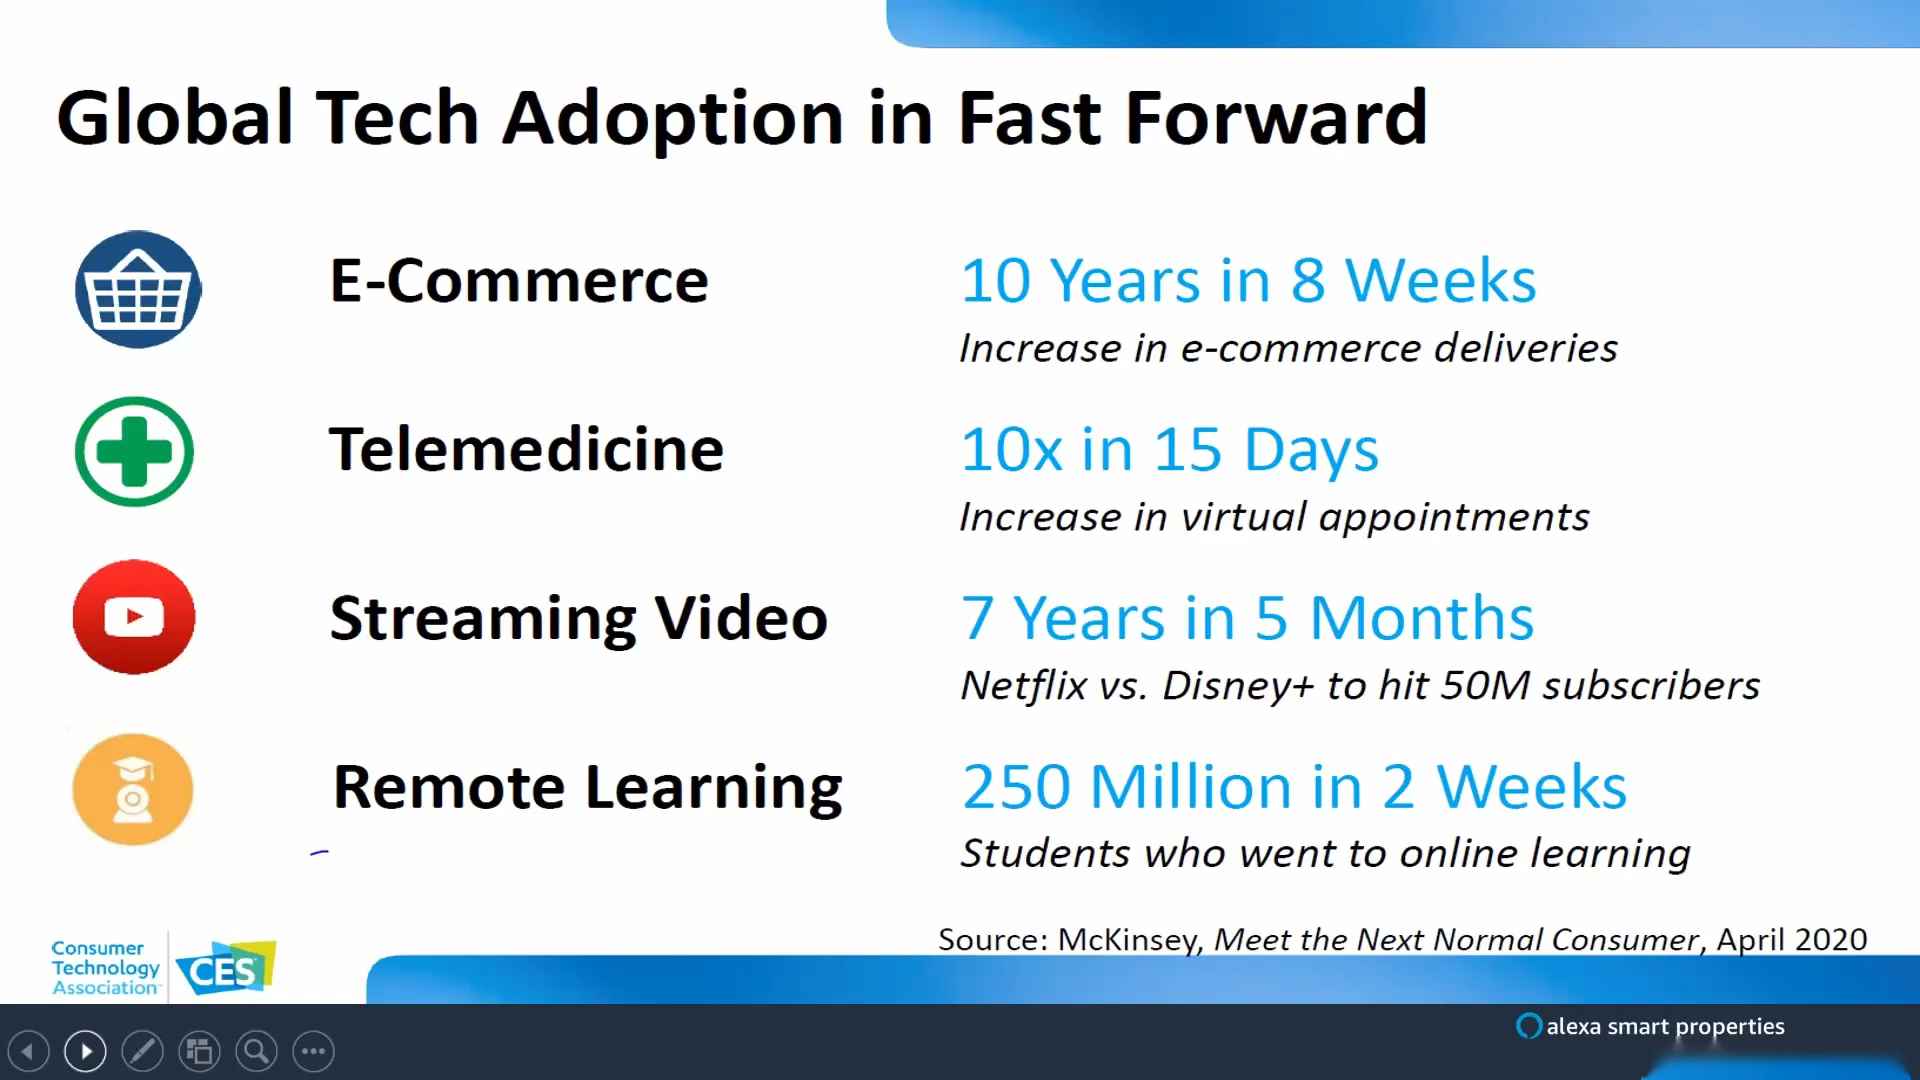 Global Tech Adoption in Fast Forward
E-Commerce
10 Years in 8 Weeks
Increase in e-commerce deliveries
Telemedicine
10x in 15 Days
Increase in virtual appointments
Streaming Video
7 Years in 5 Months
Netflix vs. Disney+ to hit 50M subscribers
Remote Learning
250 Million in 2 Weeks
Students who went to online learning
Source: McKinsey, Meet the Next Normal Consumer, April 2020
Consumer
Technology
Association™
CES®
alexa smart properties